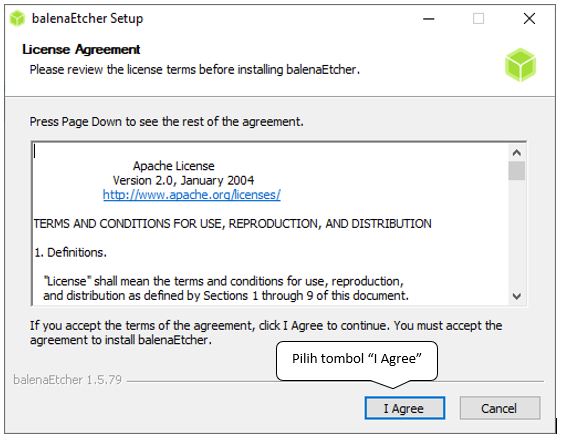 balenaEtcher Setup
License Agreement
Please review the license terms before installing balenaEtcher.
Press Page Down to see the rest of the agreement.
Apache License
Version 2.0, January 2004
http://www.apache.org/licenses/
TERMS AND CONDITIONS FOR USE, REPRODUCTION, AND DISTRIBUTION
1. Definitions.
"License" shall mean the terms and conditions for use, reproduction,
and distribution as defined by Sections 1 through 9 of this document.
If you accept the terms of the agreement, click I Agree to continue. You must accept the
agreement to install balenaEtcher.
Pilih tombol “I Agree”
balenaEtcher 1.5.79
I Agree
Cancel